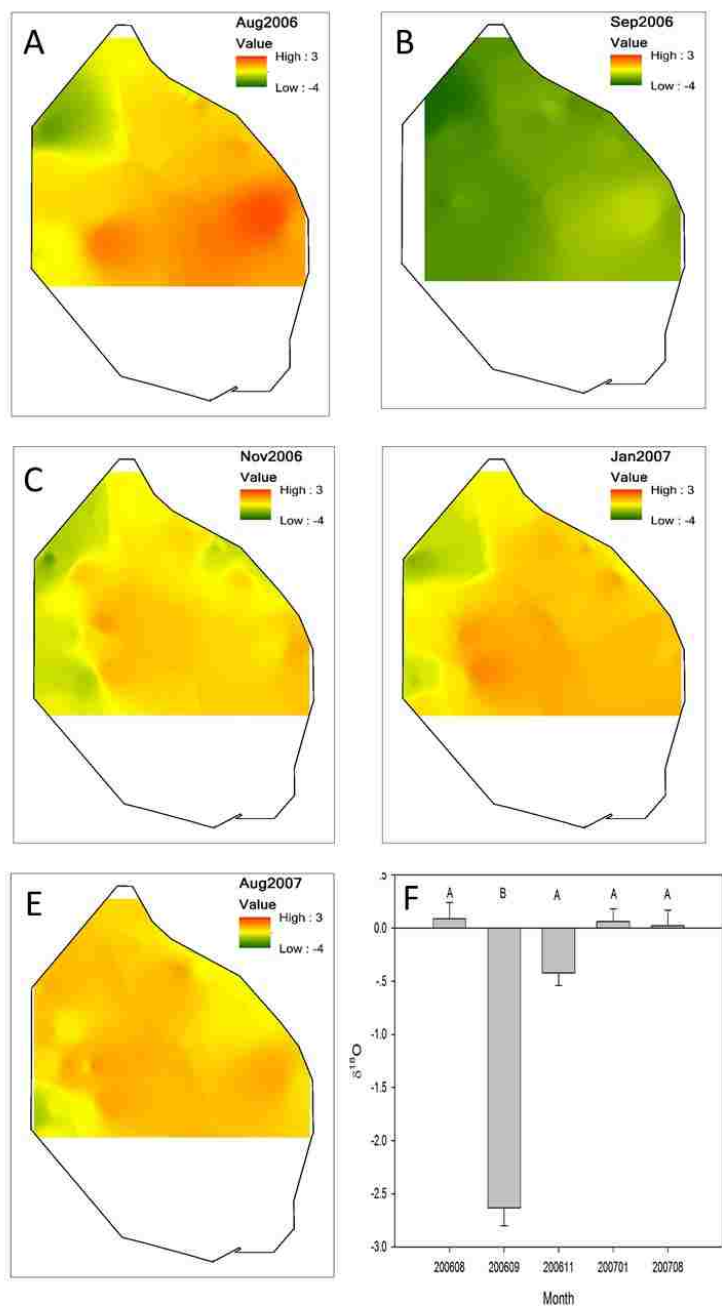 A
Aug2006
Value
High : 3
Low : -4
B
Sep2006
Value
High : 3
Low : -4
C
Nov2006
Value
High : 3
Low : -4
Jan2007
Value
High : 3
Low : -4
E
Aug2007
Value
High : 3
Low : -4
F
.5
0.0
-.5
-1.0
-1.5
-2.0
-2.5
-3.0
δ¹⁸O
A B A A A
200608 200609 200611 200701 200708
Month